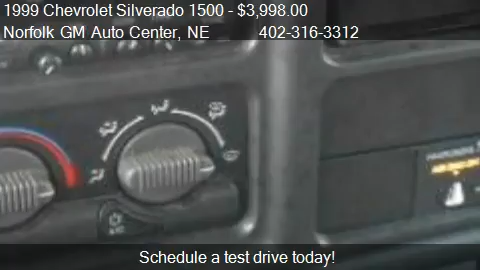 1999 Chevrolet Silverado 1500 - $3,998.00
Norfolk GM Auto Center, NE 402-316-3312
A/C
Schedule a test drive today!